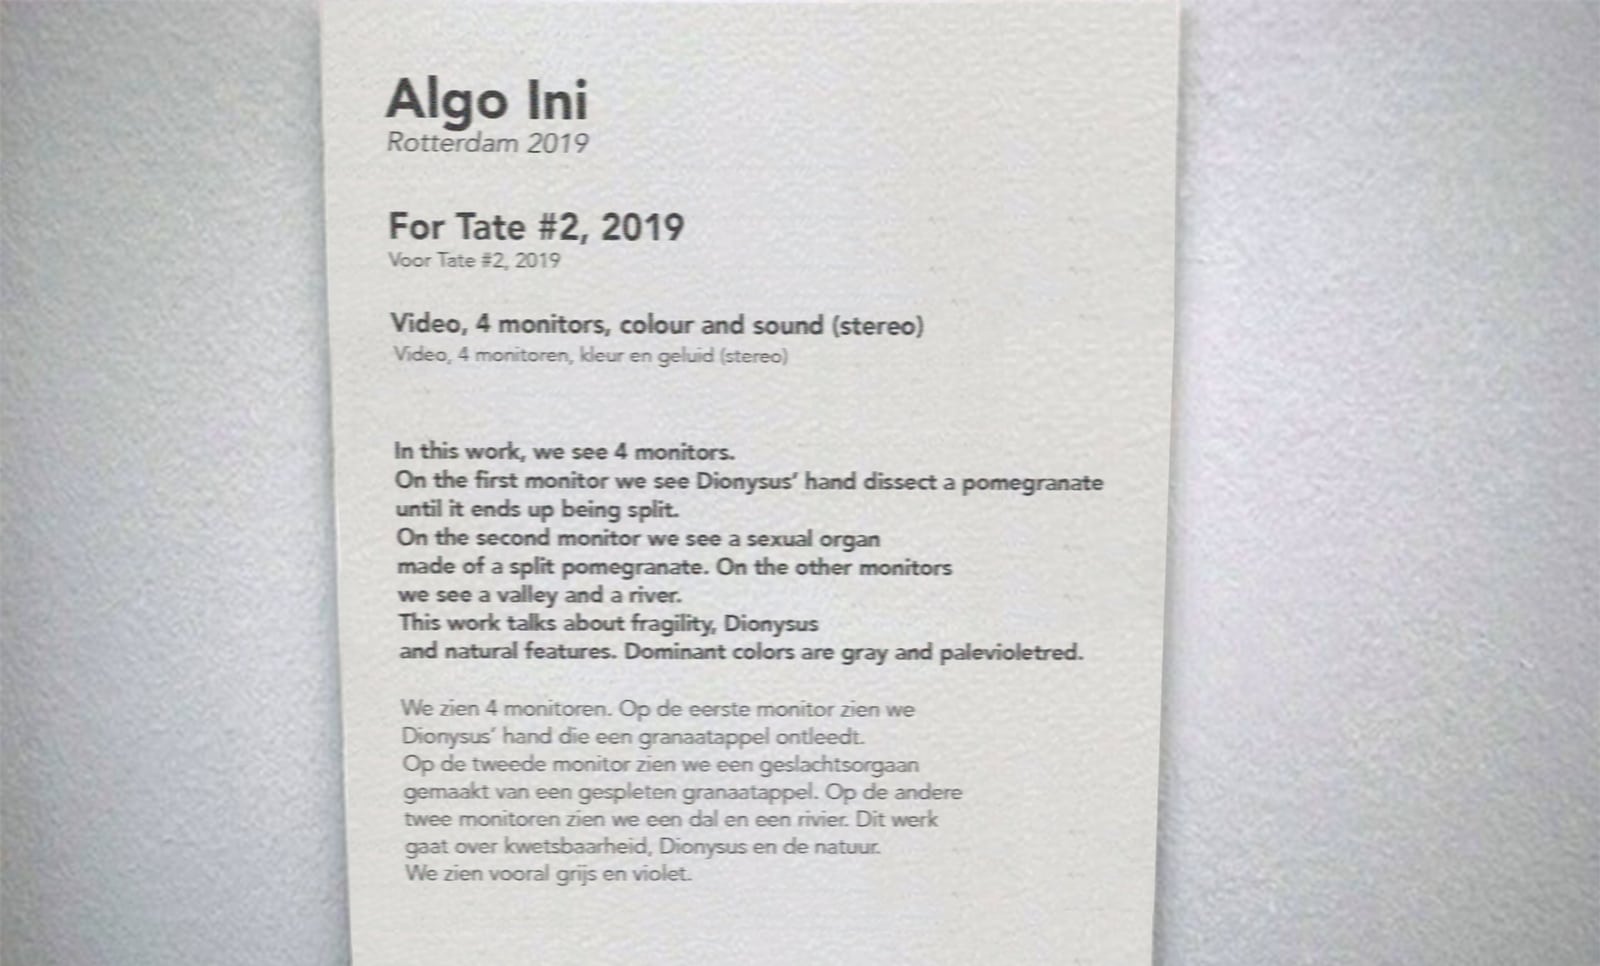 Algo Ini
Rotterdam 2019
For Tate #2, 2019
Voor Tate #2, 2019
Video, 4 monitors, colour and sound (stereo)
Video, 4 monitoren, kleur en geluid (stereo)
In this work, we see 4 monitors.
On the first monitor we see Dionysus’ hand dissect a pomegranate
until it ends up being split.
On the second monitor we see a sexual organ
made of a split pomegranate. On the other monitors
we see a valley and a river.
This work talks about fragility, Dionysus
and natural features. Dominant colors are gray and palevioletred.
We zien 4 monitoren. Op de eerste monitor zien we
Dionysus’ hand die een granaatappel ontleedt.
Op de tweede monitor zien we een geslachtsorgaan
gemaakt van een gespleten granaatappel. Op de andere
twee monitoren zien we een dal en een rivier. Dit werk
gaat over kwetsbaarheid, Dionysus en de natuur.
We zien vooral grijs en violet.